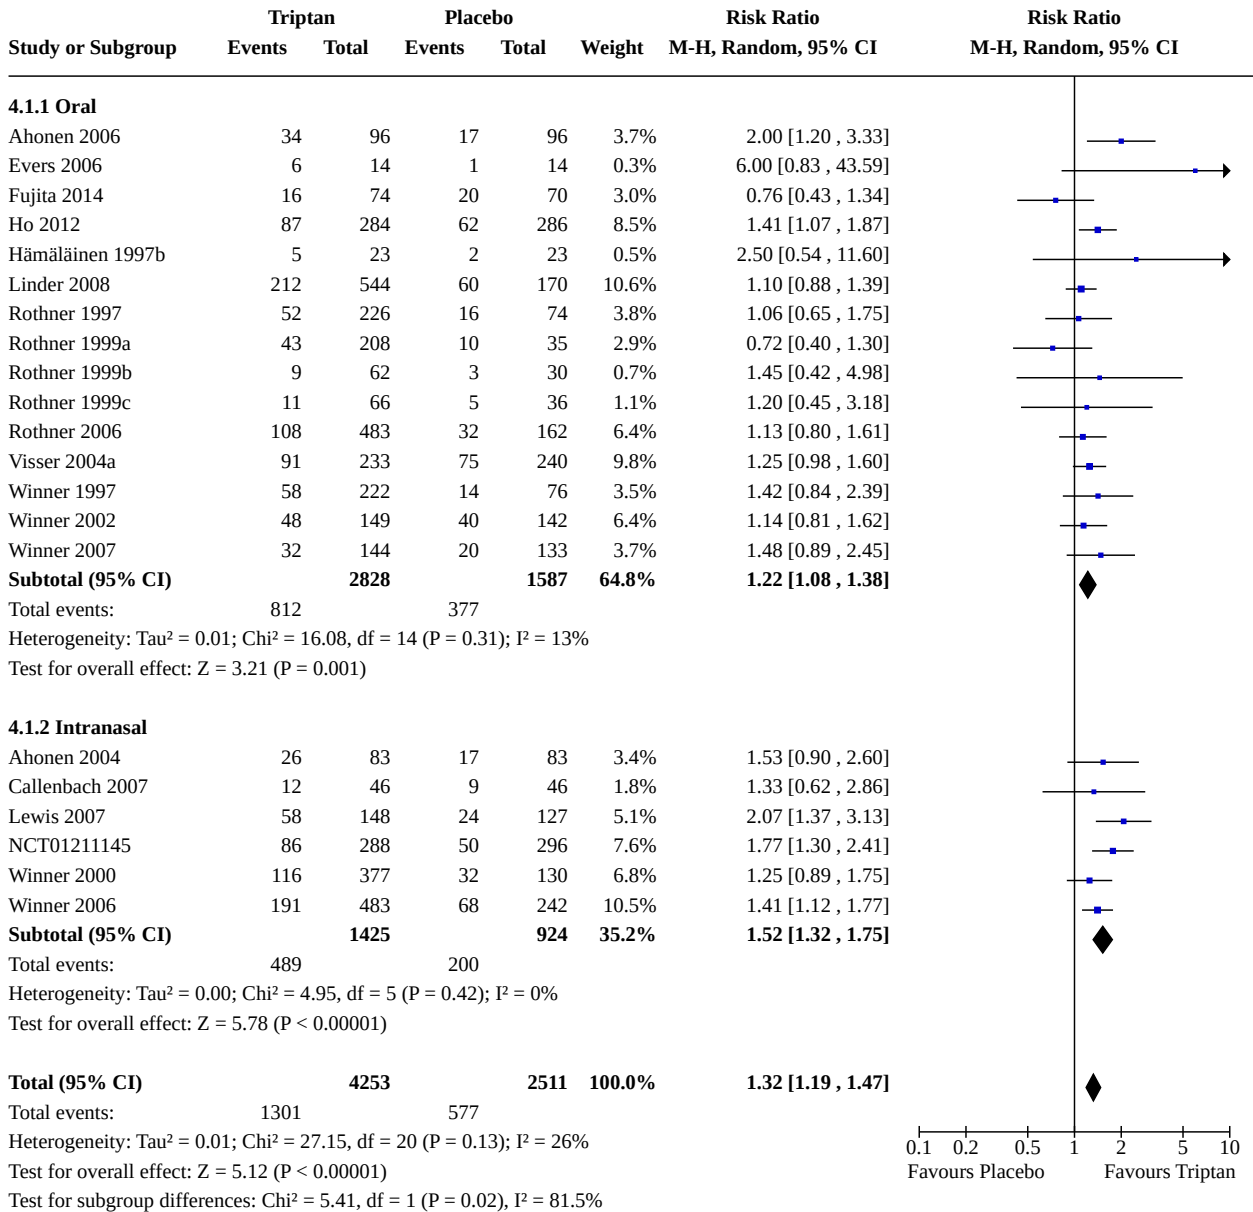 Triptan Placebo Risk Ratio Risk Ratio
Study or Subgroup Events Total Events Total Weight M-H, Random, 95% CI M-H, Random, 95% CI
4.1.1 Oral
Ahonen 2006 34 96 17 96 3.7% 2.00 [1.20 , 3.33]
Evers 2006 6 14 1 14 0.3% 6.00 [0.83 , 43.59]
Fujita 2014 16 74 20 70 3.0% 0.76 [0.43 , 1.34]
Ho 2012 87 284 62 286 8.5% 1.41 [1.07 , 1.87]
Hämäläinen 1997b 5 23 2 23 0.5% 2.50 [0.54 , 11.60]
Linder 2008 212 544 60 170 10.6% 1.10 [0.88 , 1.39]
Rothner 1997 52 226 16 74 3.8% 1.06 [0.65 , 1.75]
Rothner 1999a 43 208 10 35 2.9% 0.72 [0.40 , 1.30]
Rothner 1999b 9 62 3 30 0.7% 1.45 [0.42 , 4.98]
Rothner 1999c 11 66 5 36 1.1% 1.20 [0.45 , 3.18]
Rothner 2006 108 483 32 162 6.4% 1.13 [0.80 , 1.61]
Visser 2004a 91 233 75 240 9.8% 1.25 [0.98 , 1.60]
Winner 1997 58 222 14 76 3.5% 1.42 [0.84 , 2.39]
Winner 2002 48 149 40 142 6.4% 1.14 [0.81 , 1.62]
Winner 2007 32 144 20 133 3.7% 1.48 [0.89 , 2.45]
Subtotal (95% CI) 2828 1587 64.8% 1.22 [1.08 , 1.38]
Total events: 812 377
Heterogeneity: Tau² = 0.01; Chi² = 16.08, df = 14 (P = 0.31); I² = 13%
Test for overall effect: Z = 3.21 (P = 0.001)
4.1.2 Intranasal
Ahonen 2004 26 83 17 83 3.4% 1.53 [0.90 , 2.60]
Callenbach 2007 12 46 9 46 1.8% 1.33 [0.62 , 2.86]
Lewis 2007 58 148 24 127 5.1% 2.07 [1.37 , 3.13]
NCT01211145 86 288 50 296 7.6% 1.77 [1.30 , 2.41]
Winner 2000 116 377 32 130 6.8% 1.25 [0.89 , 1.75]
Winner 2006 191 483 68 242 10.5% 1.41 [1.12 , 1.77]
Subtotal (95% CI) 1425 924 35.2% 1.52 [1.32 , 1.75]
Total events: 489 200
Heterogeneity: Tau² = 0.00; Chi² = 4.95, df = 5 (P = 0.42); I² = 0%
Test for overall effect: Z = 5.78 (P < 0.00001)
Total (95% CI) 4253 2511 100.0% 1.32 [1.19 , 1.47]
Total events: 1301 577
Heterogeneity: Tau² = 0.01; Chi² = 27.15, df = 20 (P = 0.13); I² = 26%
Test for overall effect: Z = 5.12 (P < 0.00001)
Test for subgroup differences: Chi² = 5.41, df = 1 (P = 0.02), I² = 81.5%
0.1 0.2 0.5 1 2 5 10
Favours Placebo Favours Triptan